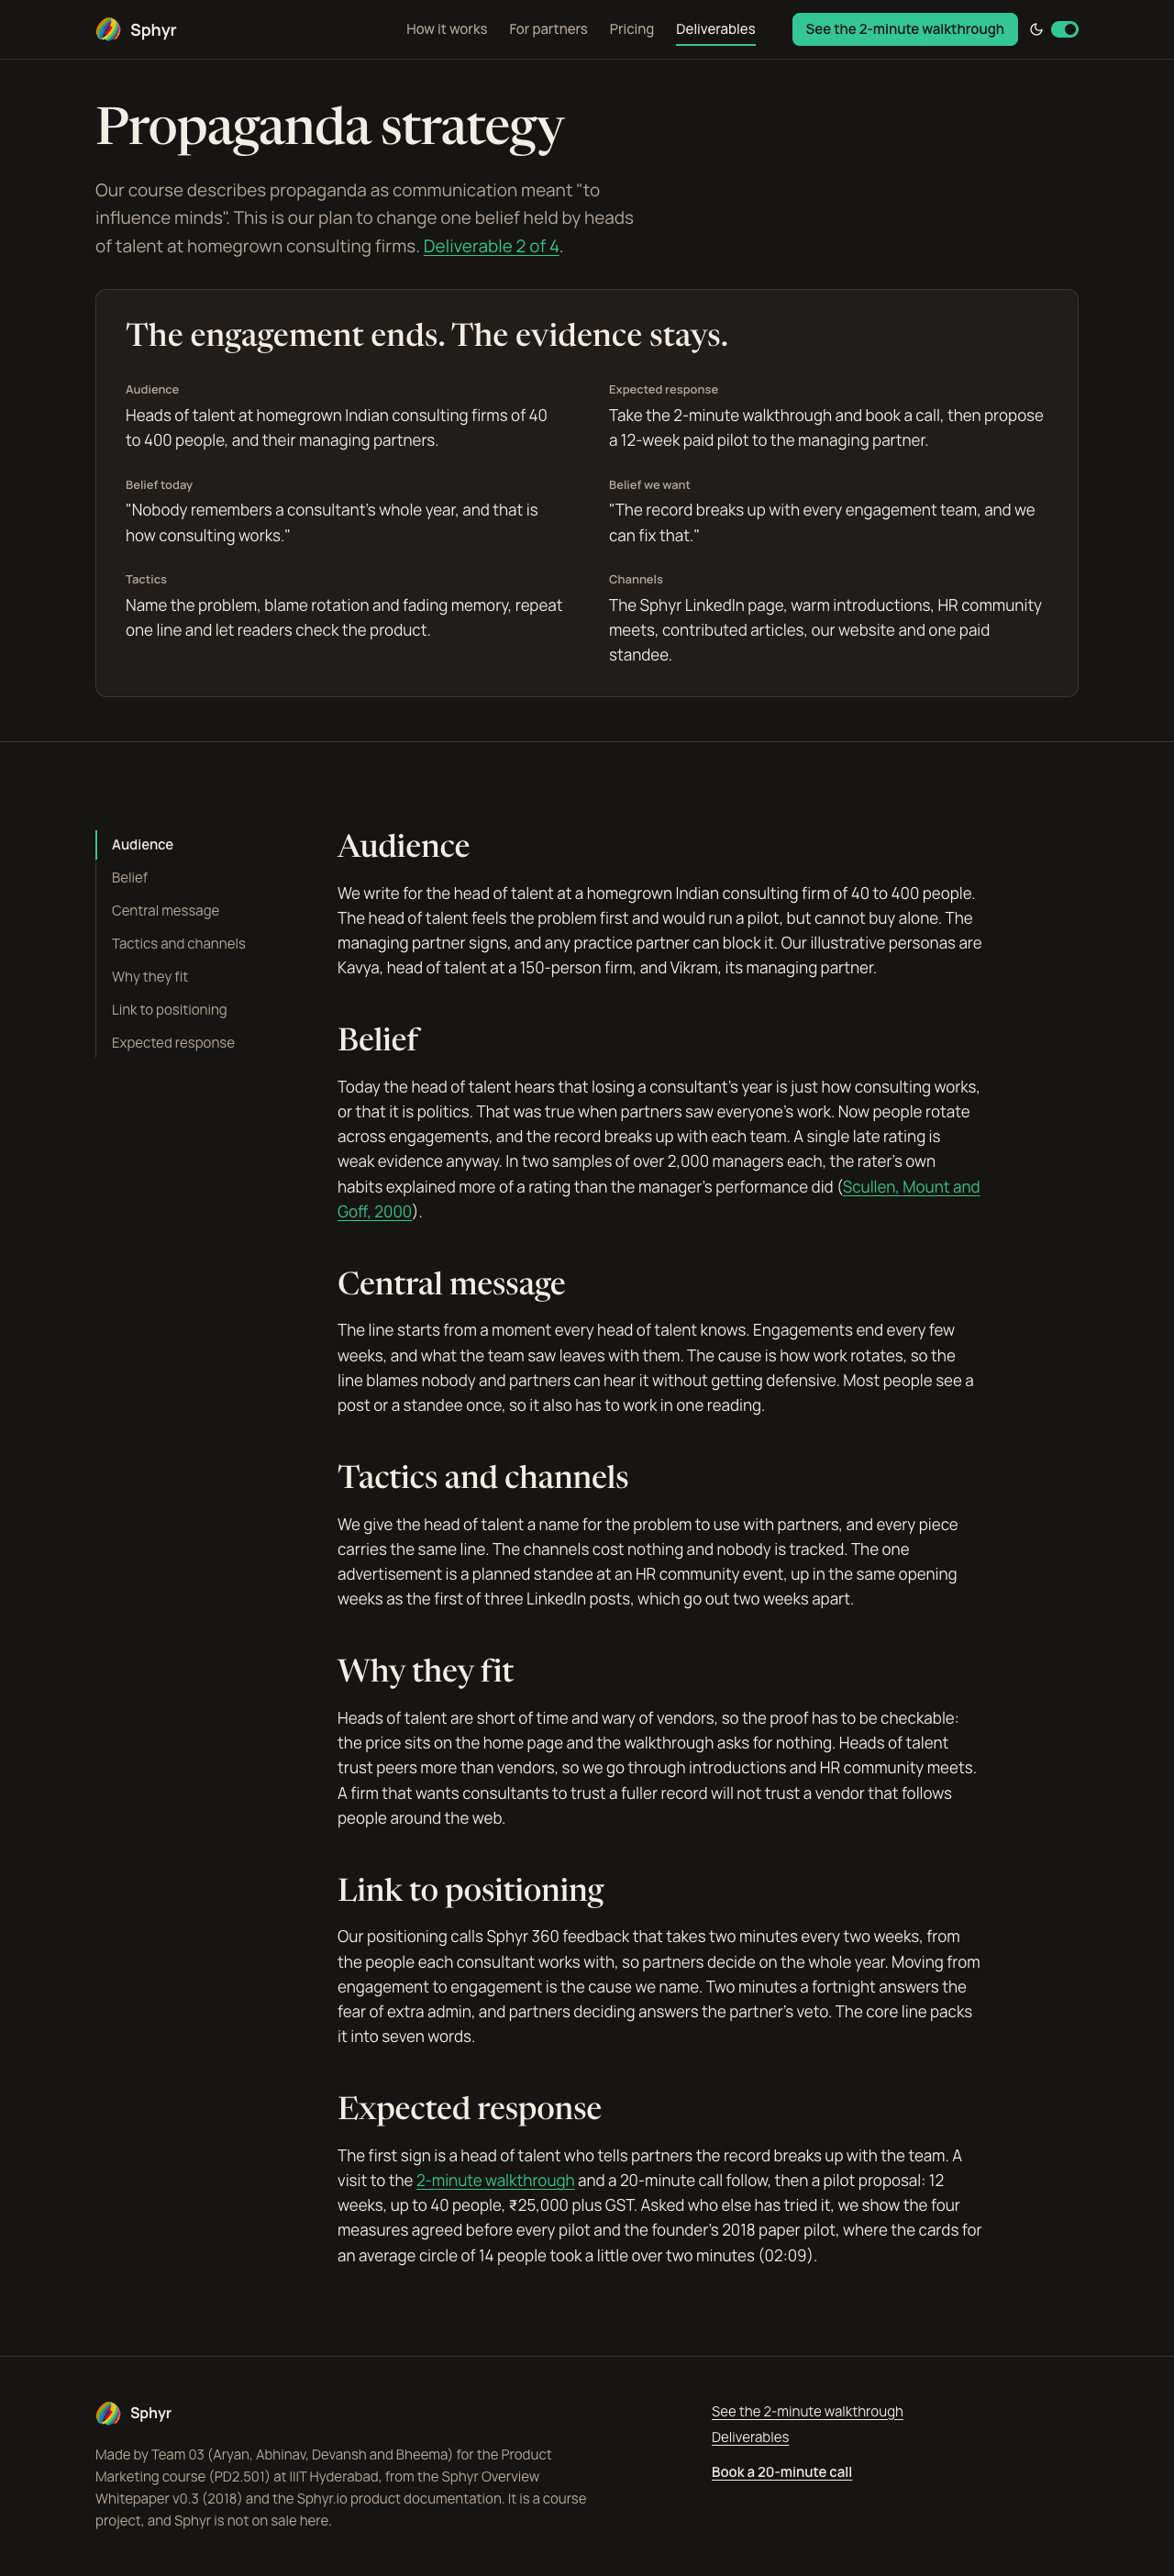 Sphyr
How it works
For partners
Pricing
Deliverables
See the 2-minute walkthrough
Propaganda strategy
Our course describes propaganda as communication meant "to
influence minds". This is our plan to change one belief held by heads
of talent at homegrown consulting firms. Deliverable 2 of 4.
The engagement ends. The evidence stays.
Audience
Heads of talent at homegrown Indian consulting firms of 40
to 400 people, and their managing partners.
Expected response
Take the 2-minute walkthrough and book a call, then propose
a 12-week paid pilot to the managing partner.
Belief today
"Nobody remembers a consultant's whole year, and that is
how consulting works."
Belief we want
"The record breaks up with every engagement team, and we
can fix that."
Tactics
Name the problem, blame rotation and fading memory, repeat
one line and let readers check the product.
Channels
The Sphyr LinkedIn page, warm introductions, HR community
meets, contributed articles, our website and one paid
standee.
Audience
Belief
Central message
Tactics and channels
Why they fit
Link to positioning
Expected response
Audience
We write for the head of talent at a homegrown Indian consulting firm of 40 to 400 people.
The head of talent feels the problem first and would run a pilot, but cannot buy alone. The
managing partner signs, and any practice partner can block it. Our illustrative personas are
Kavya, head of talent at a 150-person firm, and Vikram, its managing partner.
Belief
Today the head of talent hears that losing a consultant's year is just how consulting works,
or that it is politics. That was true when partners saw everyone's work. Now people rotate
across engagements, and the record breaks up with each team. A single late rating is
weak evidence anyway. In two samples of over 2,000 managers each, the rater's own
habits explained more of a rating than the manager's performance did (Scullen, Mount and
Goff, 2000).
Central message
The line starts from a moment every head of talent knows. Engagements end every few
weeks, and what the team saw leaves with them. The cause is how work rotates, so the
line blames nobody and partners can hear it without getting defensive. Most people see a
post or a standee once, so it also has to work in one reading.
Tactics and channels
We give the head of talent a name for the problem to use with partners, and every piece
carries the same line. The channels cost nothing and nobody is tracked. The one
advertisement is a planned standee at an HR community event, up in the same opening
weeks as the first of three LinkedIn posts, which go out two weeks apart.
Why they fit
Heads of talent are short of time and wary of vendors, so the proof has to be checkable:
the price sits on the home page and the walkthrough asks for nothing. Heads of talent
trust peers more than vendors, so we go through introductions and HR community meets.
A firm that wants consultants to trust a fuller record will not trust a vendor that follows
people around the web.
Link to positioning
Our positioning calls Sphyr 360 feedback that takes two minutes every two weeks, from
the people each consultant works with, so partners decide on the whole year. Moving from
engagement to engagement is the cause we name. Two minutes a fortnight answers the
fear of extra admin, and partners deciding answers the partner's veto. The core line packs
it into seven words.
Expected response
The first sign is a head of talent who tells partners the record breaks up with the team. A
visit to the 2-minute walkthrough and a 20-minute call follow, then a pilot proposal: 12
weeks, up to 40 people, ₹25,000 plus GST. Asked who else has tried it, we show the four
measures agreed before every pilot and the founder's 2018 paper pilot, where the cards for
an average circle of 14 people took a little over two minutes (02:09).
Sphyr
Made by Team 03 (Aryan, Abhinav, Devansh and Bheema) for the Product
Marketing course (PD2.501) at IIIT Hyderabad, from the Sphyr Overview
Whitepaper v0.3 (2018) and the Sphyr.io product documentation. It is a course
project, and Sphyr is not on sale here.
See the 2-minute walkthrough
Deliverables
Book a 20-minute call